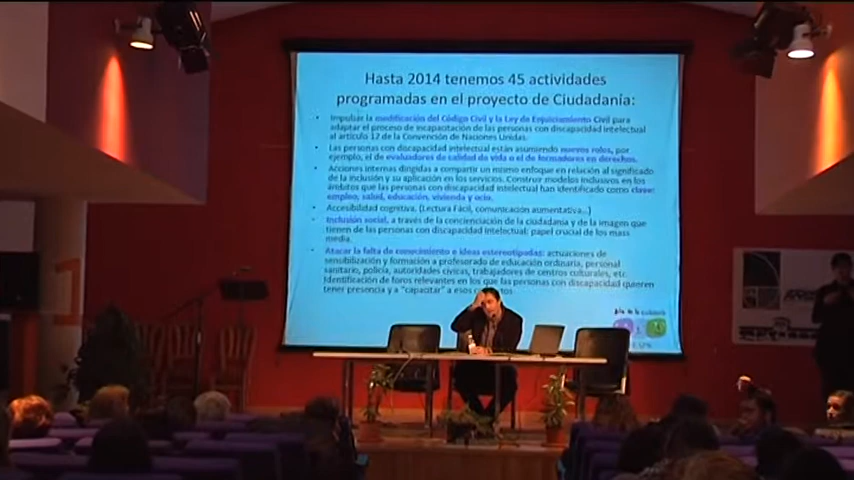 Hasta 2014 tenemos 45 actividades
programadas en el proyecto de Ciudadanía:
• Impulsar la modificación del Código Civil y la Ley de Enjuiciamiento Civil para
adaptar el proceso de incapacitación de las personas con discapacidad intelectual
al artículo 12 de la Convención de Naciones Unidas.
• Las personas con discapacidad intelectual están asumiendo nuevos roles, por
ejemplo, el de evaluadores de calidad de vida o el de formadores en derechos.
• Acciones internas dirigidas a compartir un mismo enfoque en relación al significado
de la inclusión y su aplicación en los servicios. Construir modelos inclusivos en los
ámbitos que las personas con discapacidad intelectual han identificado como clave:
empleo, salud, educación, vivienda y ocio.
• Accesibilidad cognitiva. (Lectura Fácil, comunicación aumentativa...)
• Inclusión social, a través de la concienciación de la ciudadanía y de la imagen que
tienen de las personas con discapacidad intelectual: papel crucial de los mass
media.
• Atacar la falta de conocimiento e ideas estereotipadas: actuaciones de
sensibilización y formación a profesorado de educación ordinaria, personal
sanitario, policía, autoridades cívicas, trabajadores de centros culturales, etc.
Identificación de foros relevantes en los que las personas con discapacidad quieren
tener presencia y a "capacitar" a esos